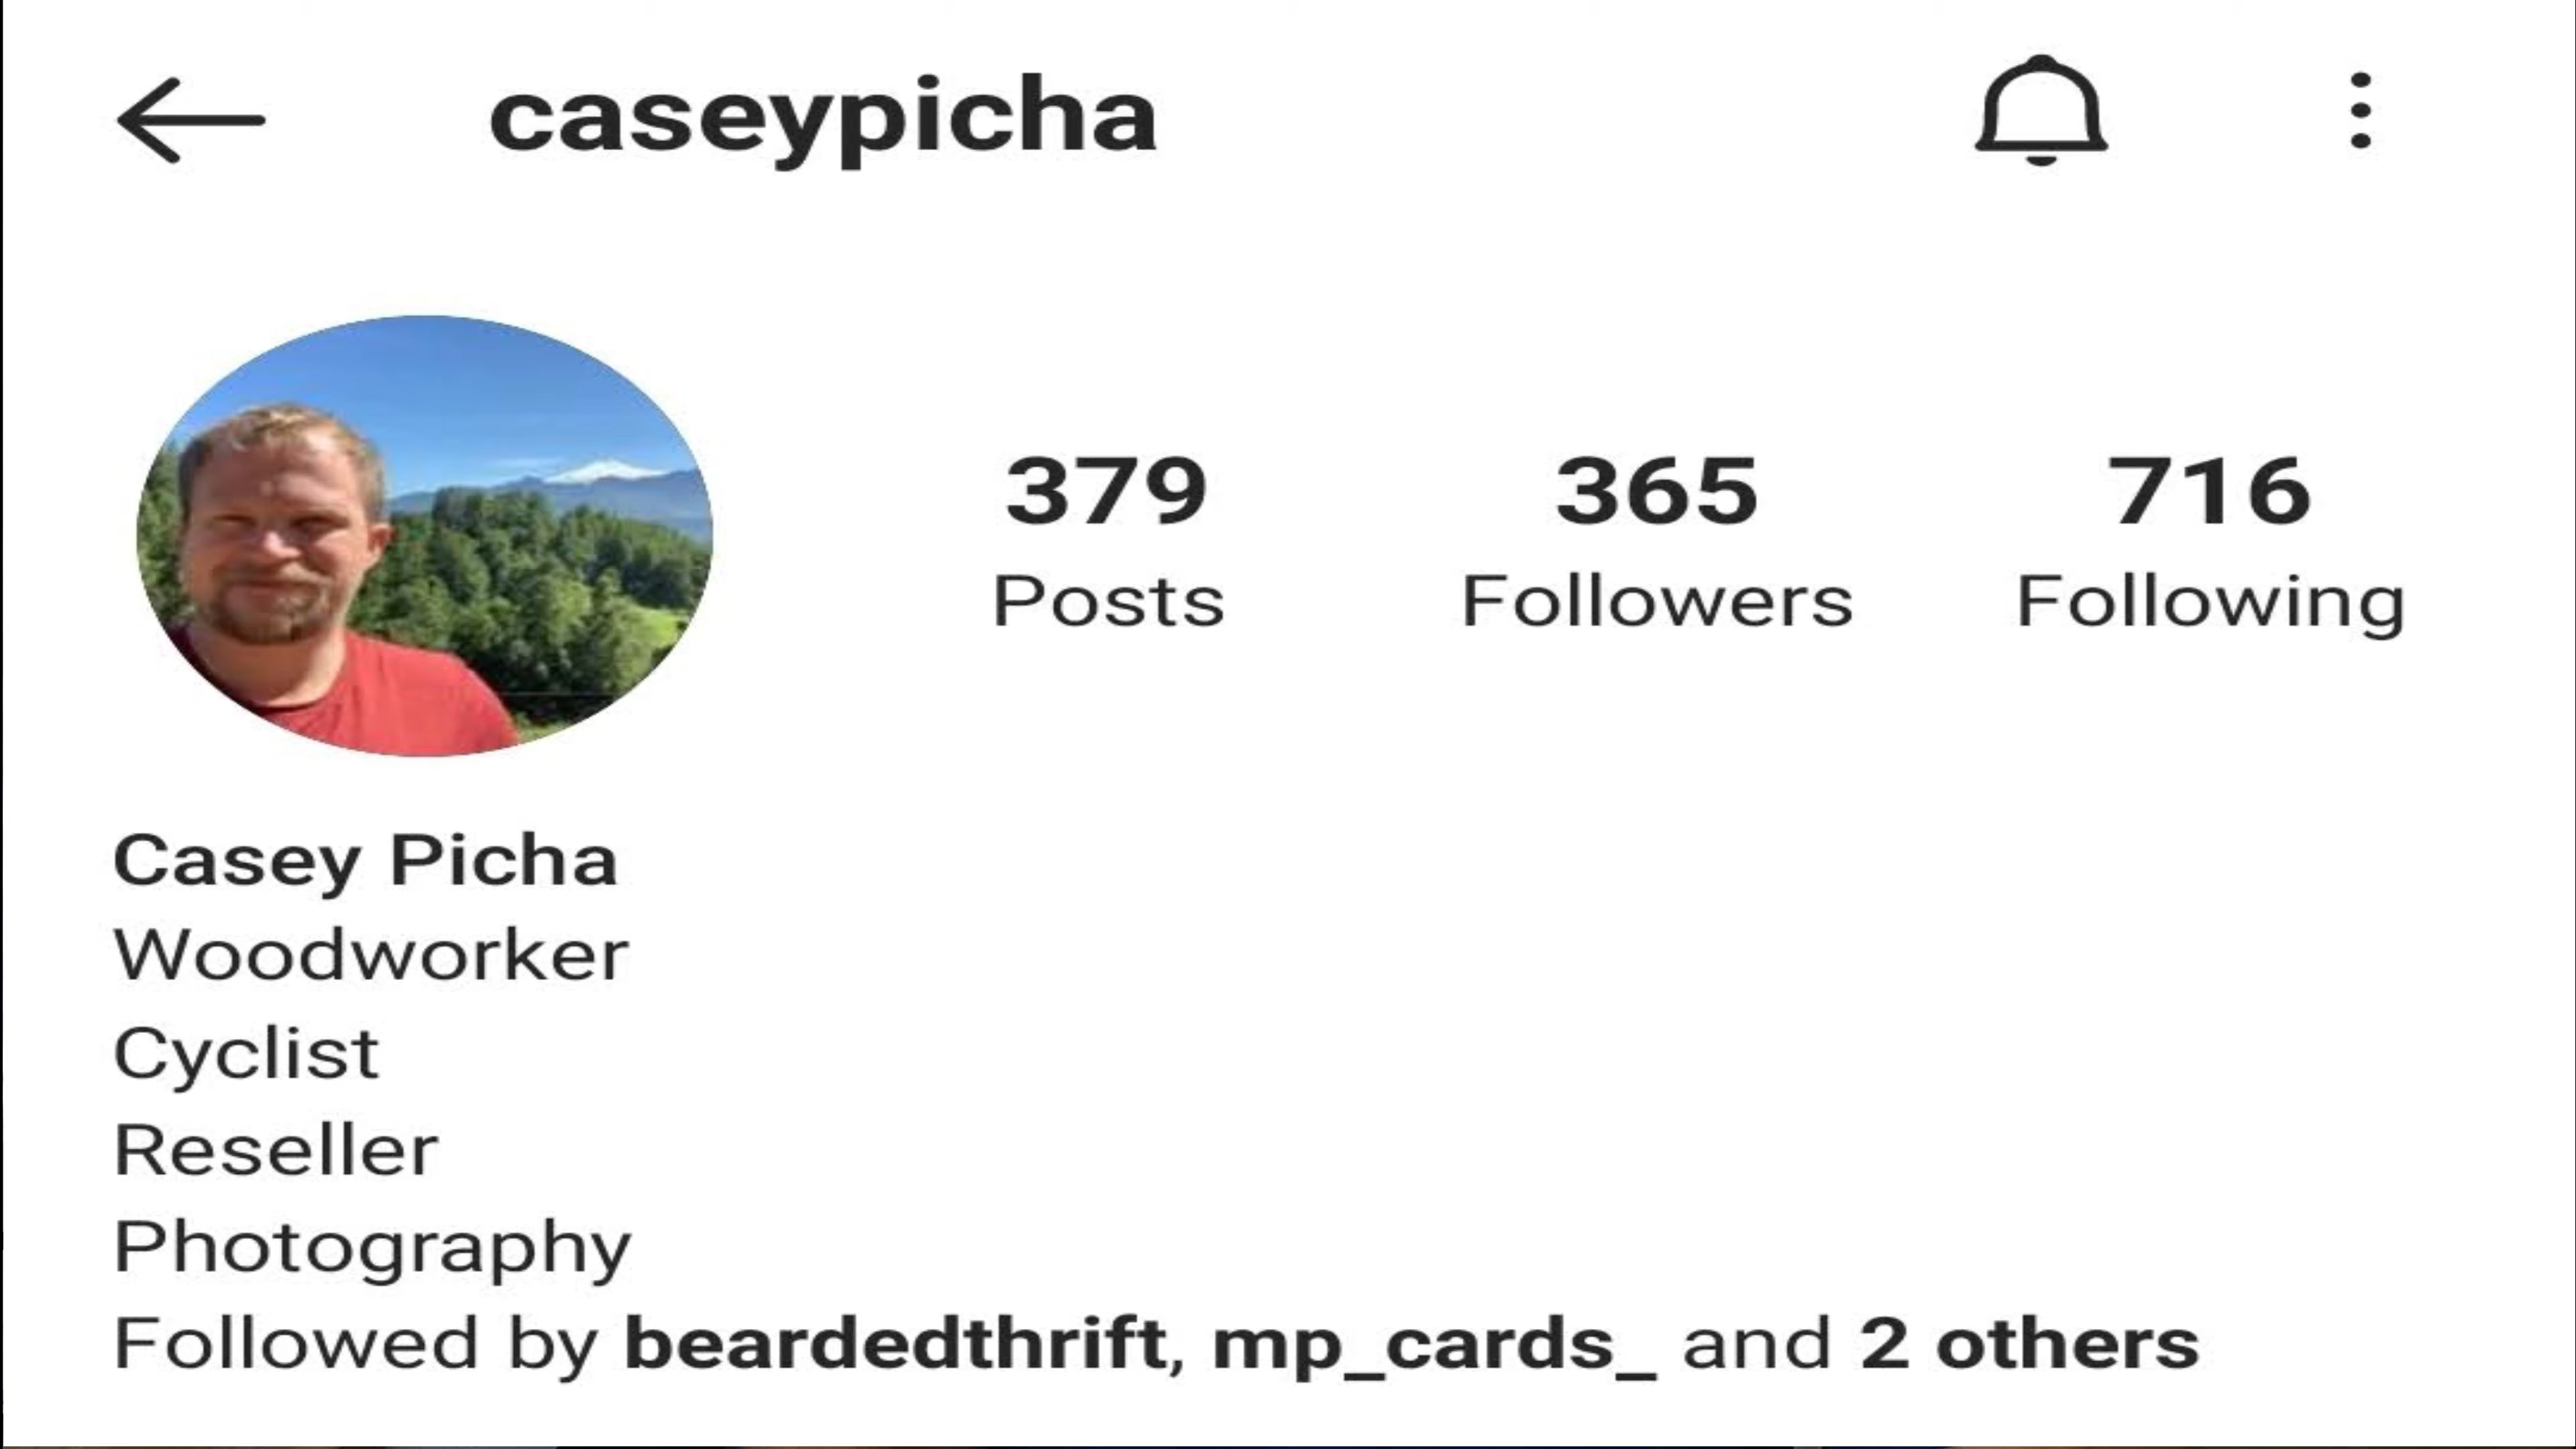 caseypicha
379 365 716
Posts Followers Following
Casey Picha
Woodworker
Cyclist
Reseller
Photography
Followed by beardedthrift, mp_cards_ and 2 others